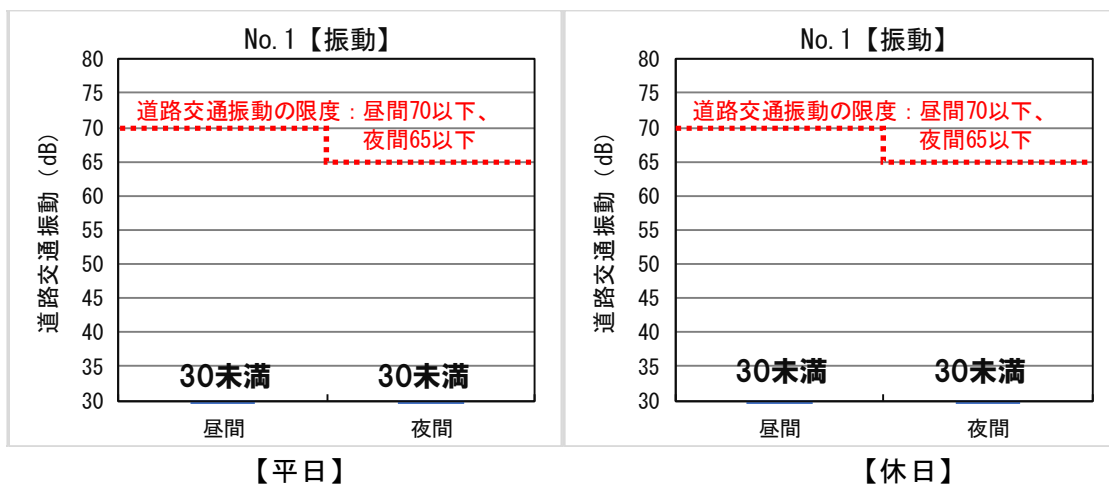 No.1【振動】
80
75
70
65
60
55
50
45
40
35
30
道路交通振動（dB）
道路交通振動の限度：昼間70以下、
夜間65以下
30未満 30未満
昼間 夜間
【平日】
No.1【振動】
80
75
70
65
60
55
50
45
40
35
30
道路交通振動（dB）
道路交通振動の限度：昼間70以下、
夜間65以下
30未満 30未満
昼間 夜間
【休日】